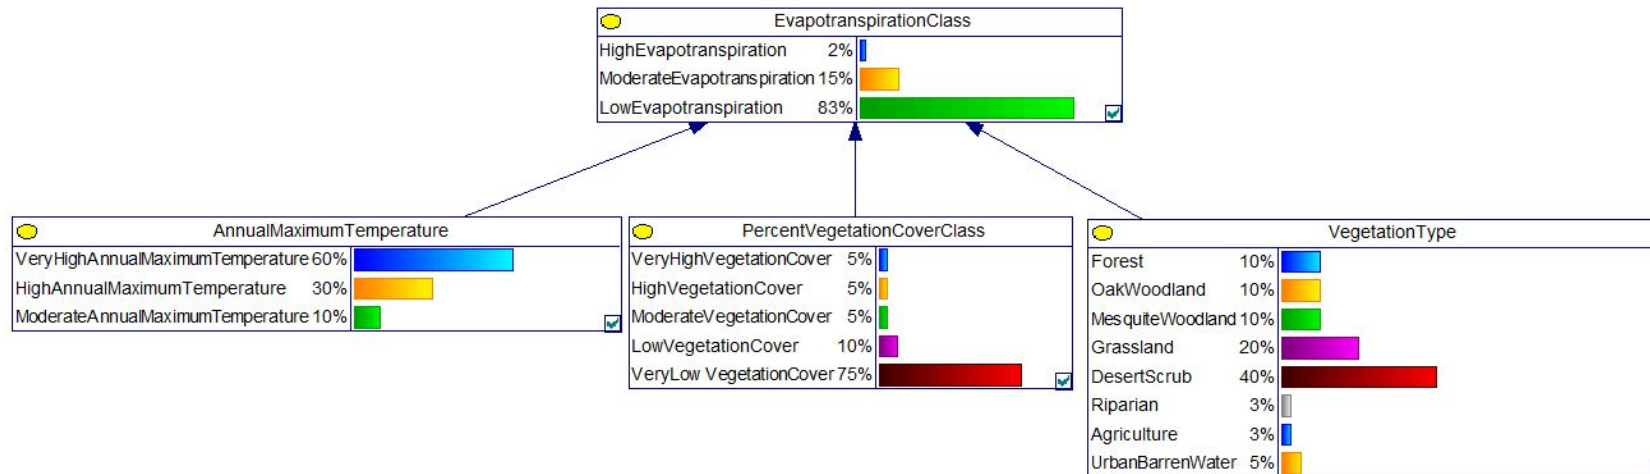 EvapotranspirationClass
HighEvapotranspiration 2%
ModerateEvapotranspiration 15%
LowEvapotranspiration 83%
AnnualMaximumTemperature
VeryHighAnnualMaximumTemperature 60%
HighAnnualMaximumTemperature 30%
ModerateAnnualMaximumTemperature 10%
PercentVegetationCoverClass
VeryHighVegetationCover 5%
HighVegetationCover 5%
ModerateVegetationCover 5%
LowVegetationCover 10%
VeryLow VegetationCover 75%
VegetationType
Forest 10%
OakWoodland 10%
MesquiteWoodland 10%
Grassland 20%
DesertScrub 40%
Riparian 3%
Agriculture 3%
UrbanBarrenWater 5%